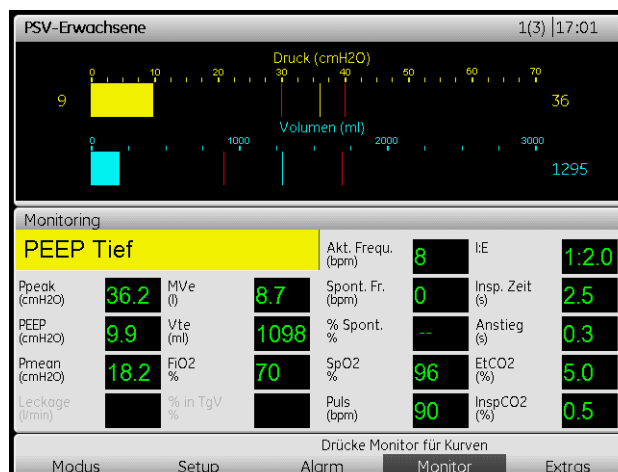 PSV-Erwachsene 1(3) 17:01
Druck (cmH2O)
0 10 20 30 40 50 60 70
9 36
Volumen (ml)
0 1000 2000 3000
1295
Monitoring
PEEP Tief
Akt. Frequ. (bpm) 8 I:E 1:2.0
Ppeak (cmH2O) 36.2 MVe (l) 8.7 Spont. Fr. (bpm) 0 Insp. Zeit (s) 2.5
PEEP (cmH2O) 9.9 Vte (ml) 1098 % Spont. % -- Anstieg (s) 0.3
Pmean (cmH2O) 18.2 FiO2 % 70 SpO2 % 96 EtCO2 (%) 5.0
Leckage (l/min) % in TgV % Puls (bpm) 90 InspCO2 (%) 0.5
Drücke Monitor für Kurven
Modus Setup Alarm Monitor Extras